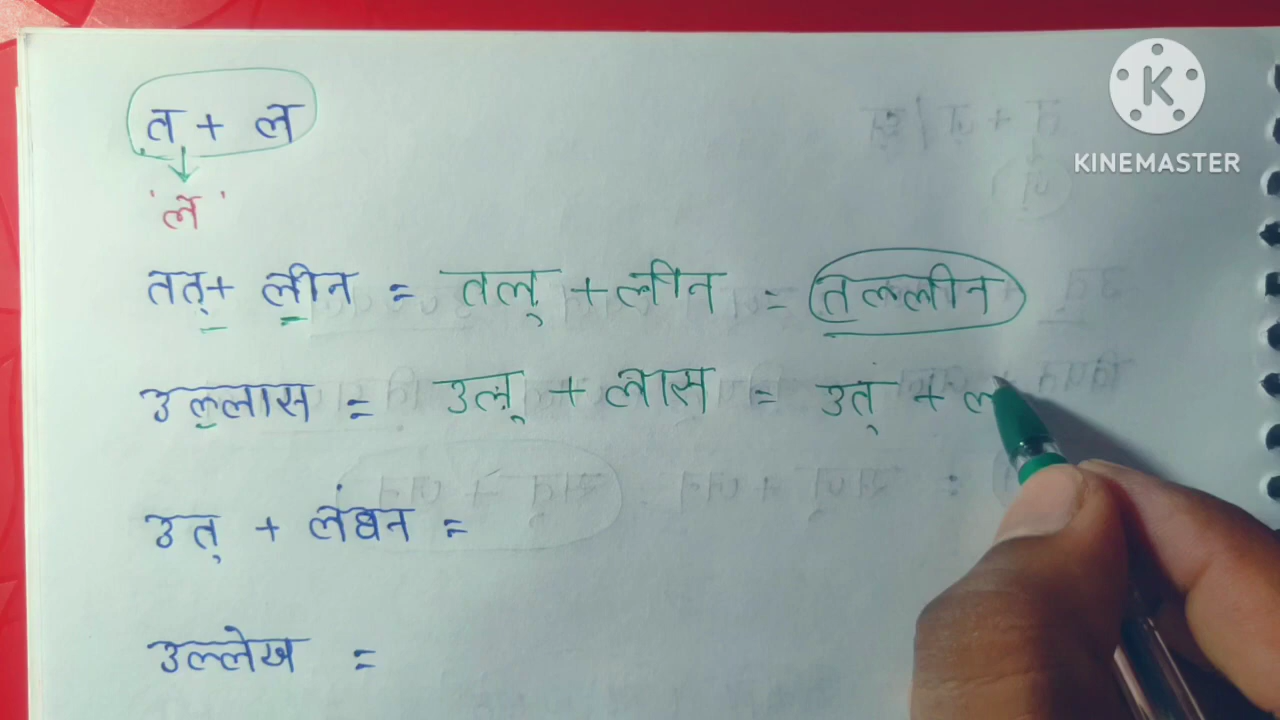 त + ल
'ल'
तत् + लीन = तल् + लीन = तल्लीन
उल्लास = उल् + लास = उत् + ल
उत् + लंघन =
उल्लेख =
K
KINEMASTER